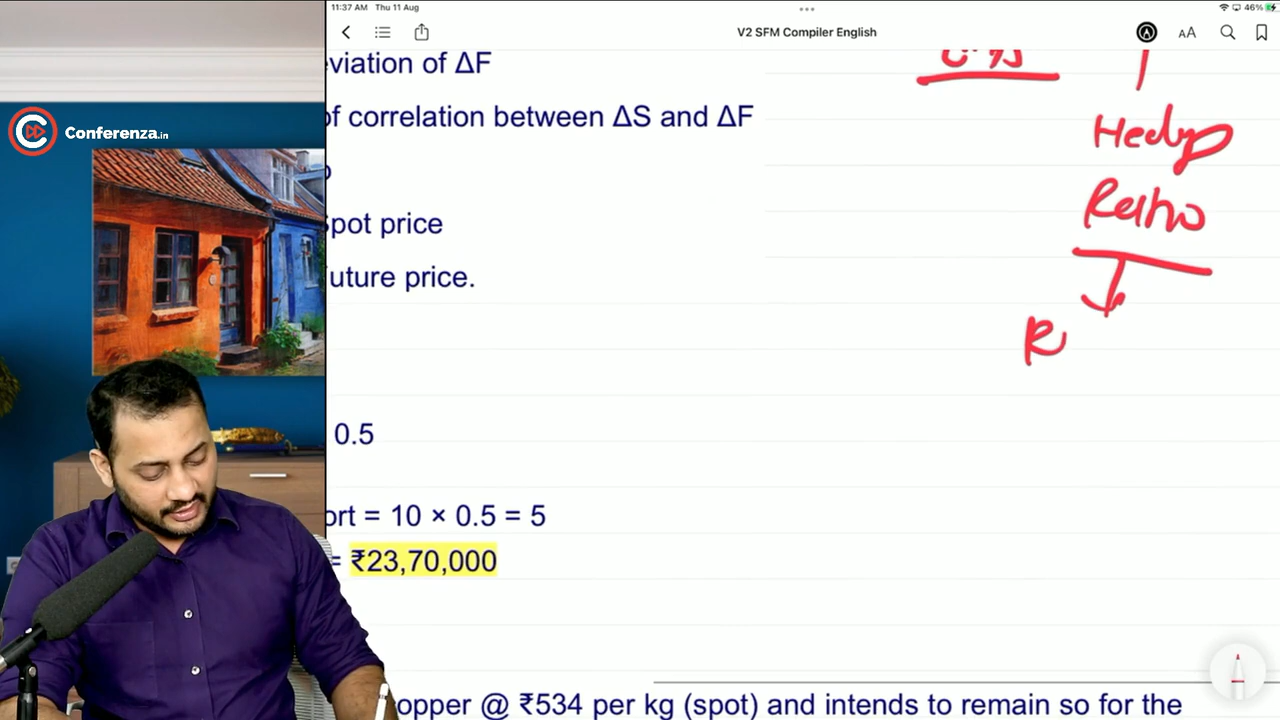 11:37 AM Thu 11 Aug
46%
V2 SFM Compiler English
AA
Conferenza.in
eviation of ΔF
of correlation between ΔS and ΔF
Spot price
uture price.
Hedge
Ratio
R
0.5
ort = 10 × 0.5 = 5
= ₹23,70,000
opper @ ₹534 per kg (spot) and intends to remain so for the